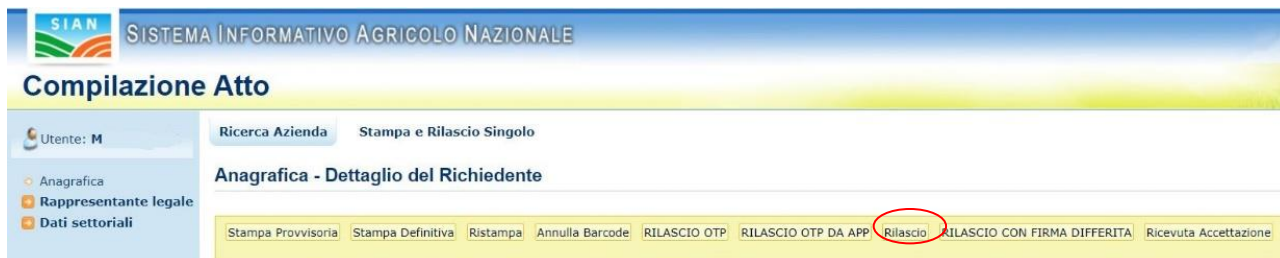 SIAN
SISTEMA INFORMATIVO AGRICOLO NAZIONALE
Compilazione Atto
Utente: M
Ricerca Azienda Stampa e Rilascio Singolo
Anagrafica
Rappresentante legale
Dati settoriali
Anagrafica - Dettaglio del Richiedente
Stampa Provvisoria Stampa Definitiva Ristampa Annulla Barcode RILASCIO OTP RILASCIO OTP DA APP Rilascio RILASCIO CON FIRMA DIFFERITA Ricevuta Accettazione